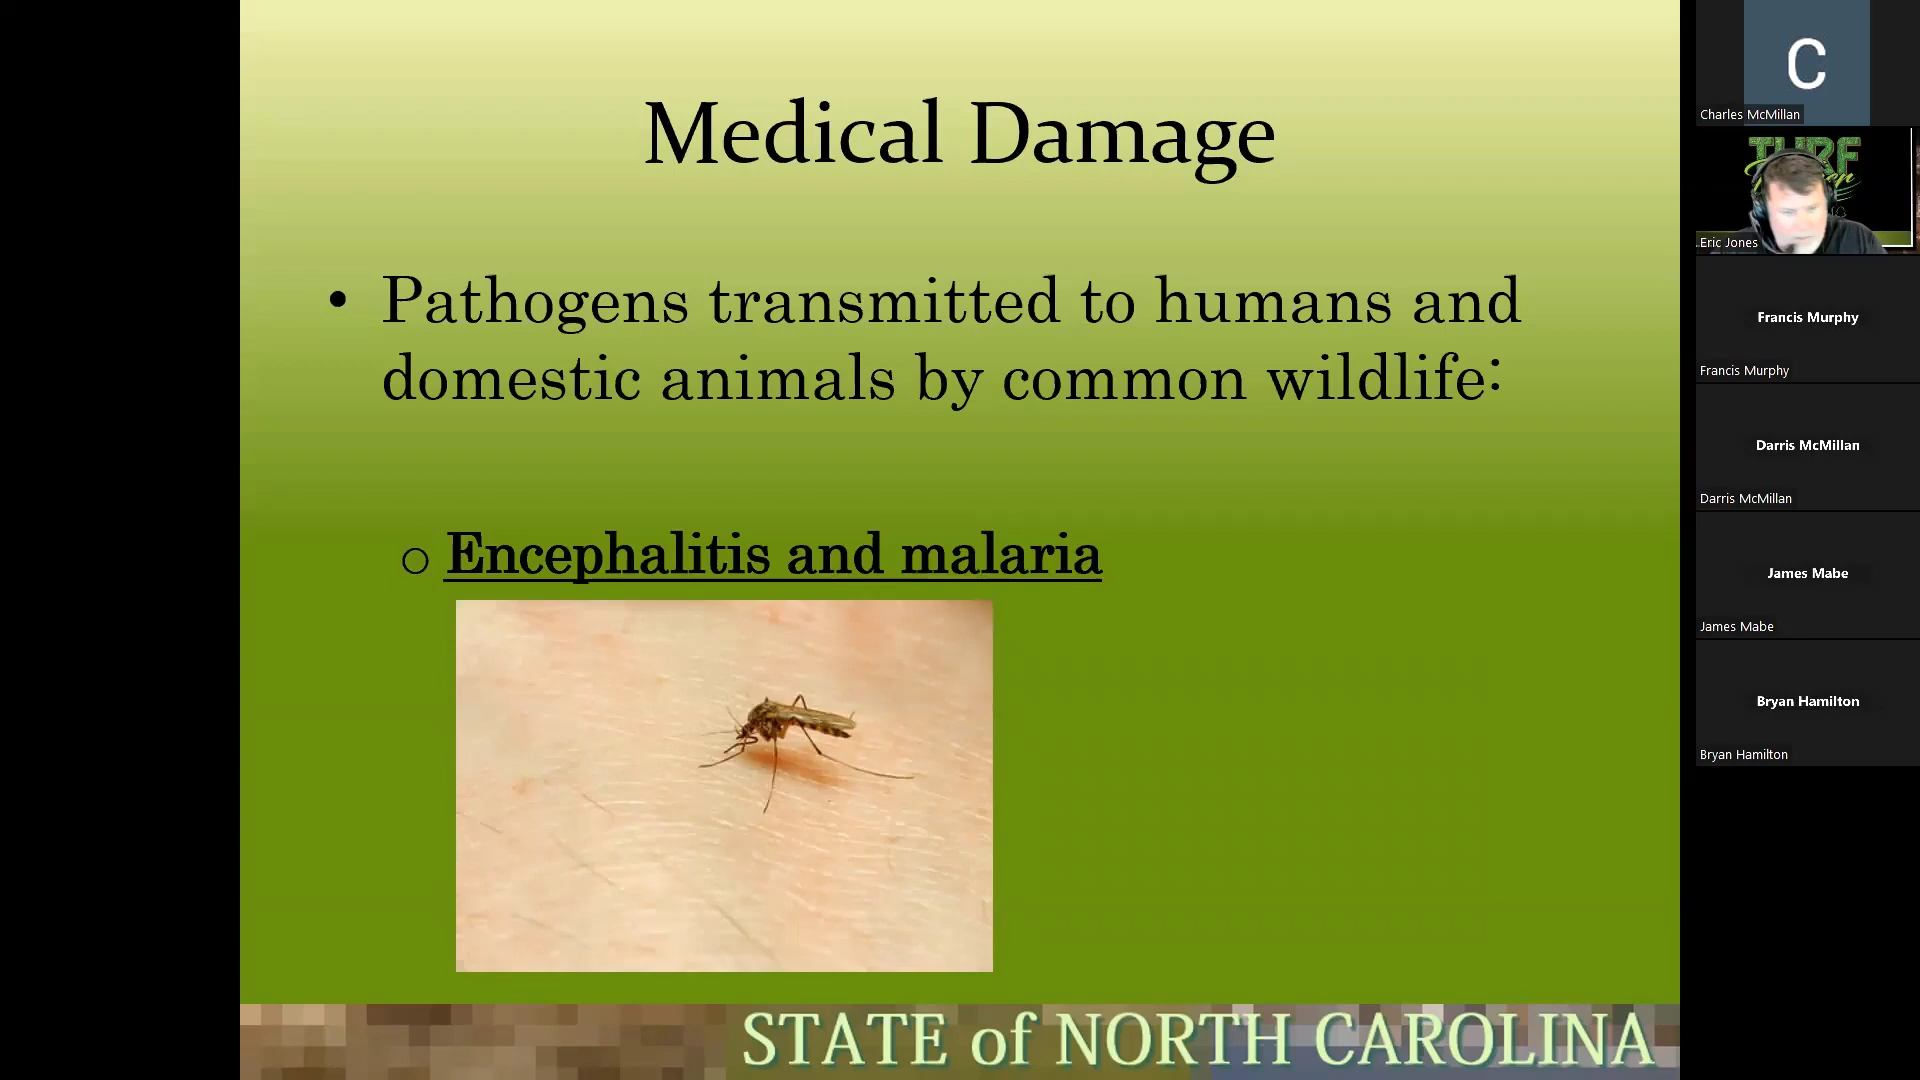 Medical Damage
• Pathogens transmitted to humans and
domestic animals by common wildlife:
o Encephalitis and malaria
STATE of NORTH CAROLINA
C
Charles McMillan
TURF
Eric Jones
Francis Murphy
Francis Murphy
Darris McMillan
Darris McMillan
James Mabe
James Mabe
Bryan Hamilton
Bryan Hamilton